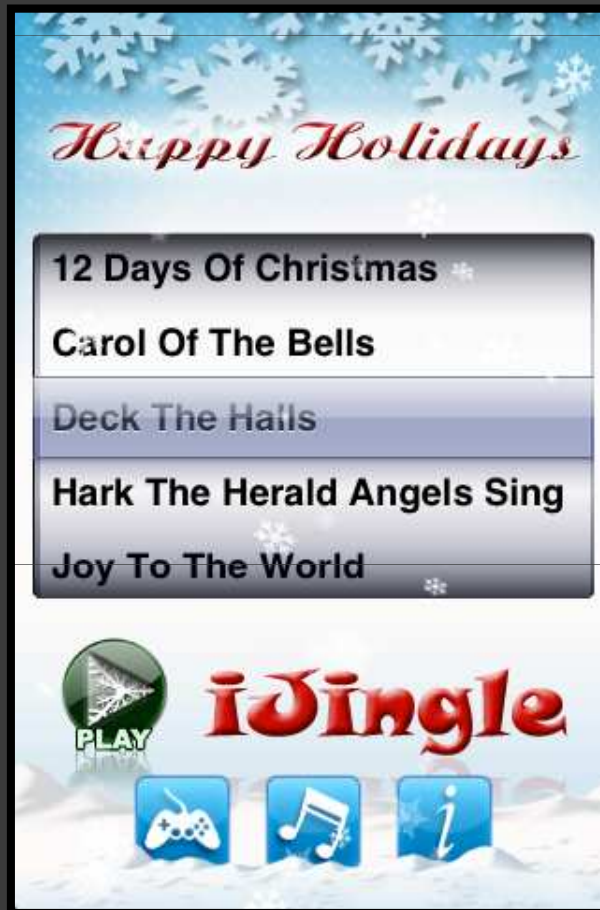 Happy Holidays
12 Days Of Christmas
Carol Of The Bells
Deck The Halls
Hark The Herald Angels Sing
Joy To The World
PLAY
iJingle
i